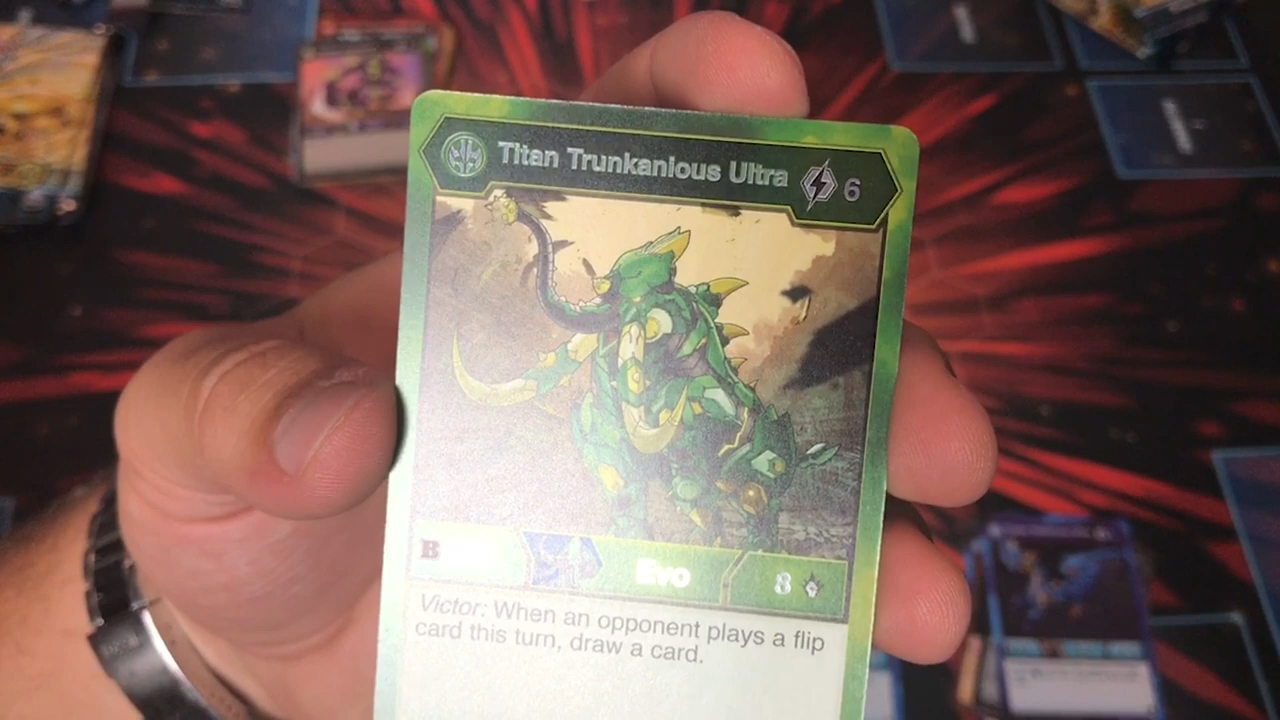 Titan Trunkanious Ultra 6
Evo 8
Victor: When an opponent plays a flip
card this turn, draw a card.